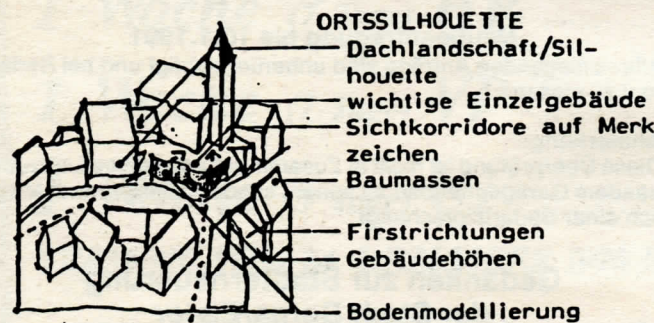 ORTSSILHOUETTE
Dachlandschaft/Sil-
houette
wichtige Einzelgebäude
Sichtkorridore auf Merk
zeichen
Baumassen
Firstrichtungen
Gebäudehöhen
Bodenmodellierung